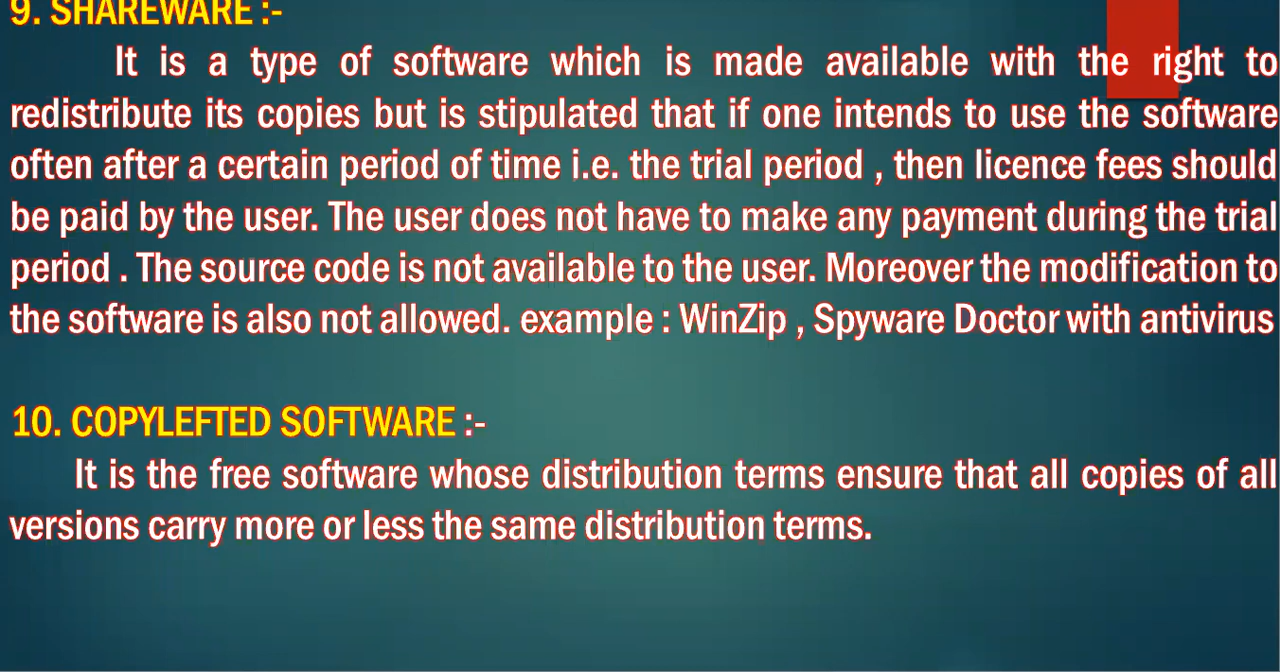 9. SHAREWARE :-
It is a type of software which is made available with the right to
redistribute its copies but is stipulated that if one intends to use the software
often after a certain period of time i.e. the trial period , then licence fees should
be paid by the user. The user does not have to make any payment during the trial
period . The source code is not available to the user. Moreover the modification to
the software is also not allowed. example : WinZip , Spyware Doctor with antivirus
10. COPYLEFTED SOFTWARE :-
It is the free software whose distribution terms ensure that all copies of all
versions carry more or less the same distribution terms.